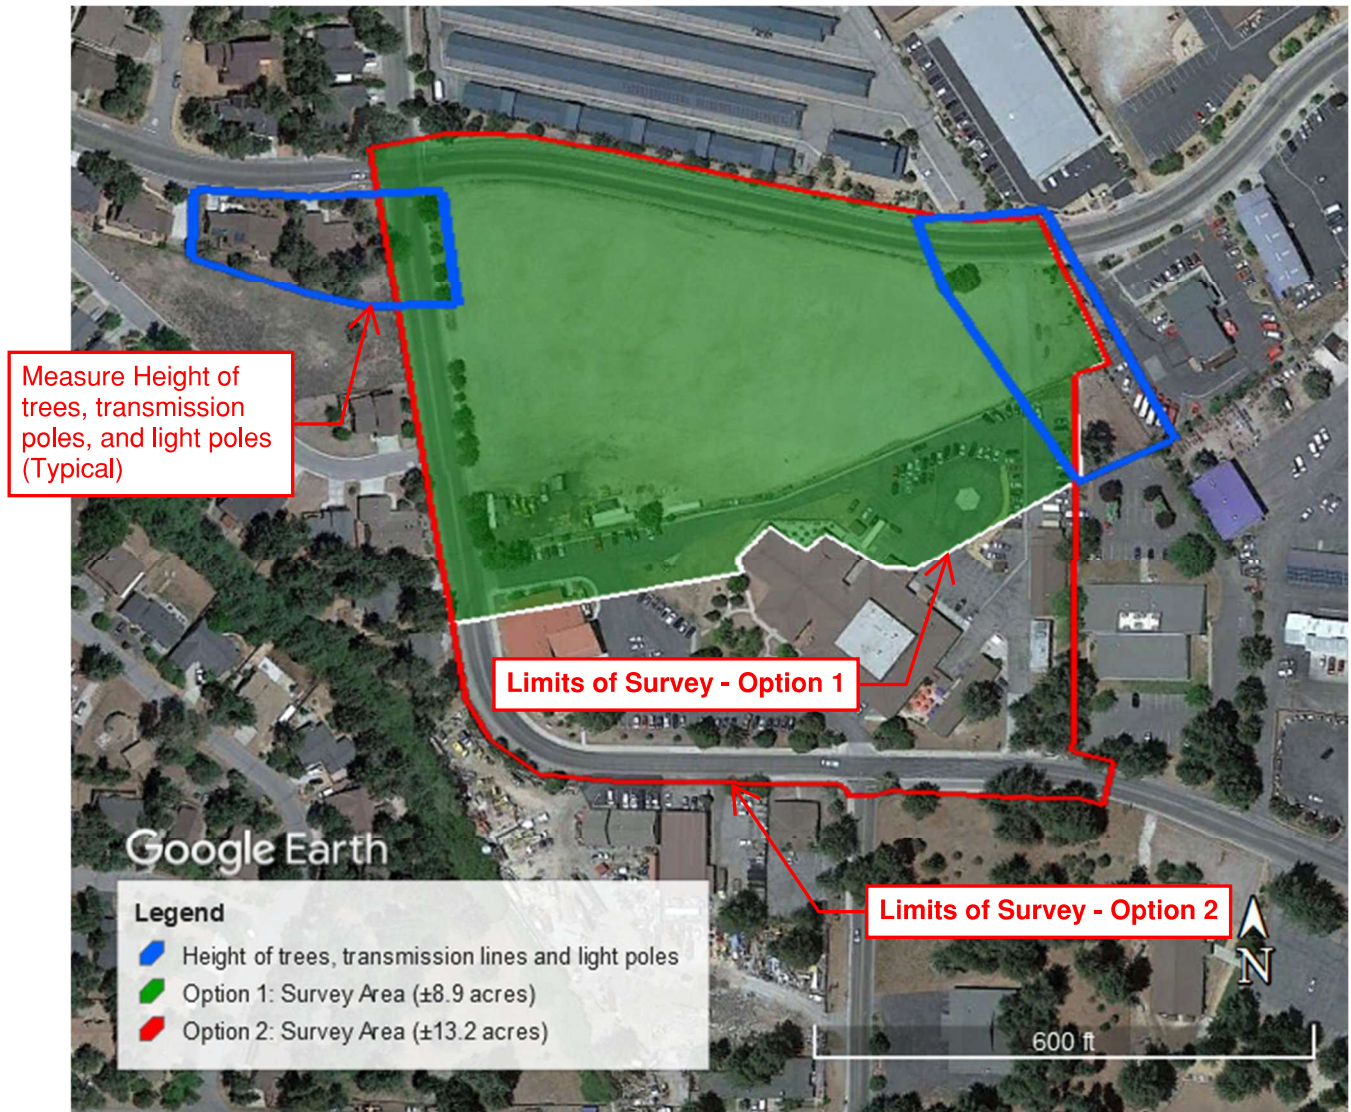 Measure Height of
trees, transmission
poles, and light poles
(Typical)
Limits of Survey - Option 1
Limits of Survey - Option 2
Google Earth
Legend
Height of trees, transmission lines and light poles
Option 1: Survey Area (±8.9 acres)
Option 2: Survey Area (±13.2 acres)
N
600 ft